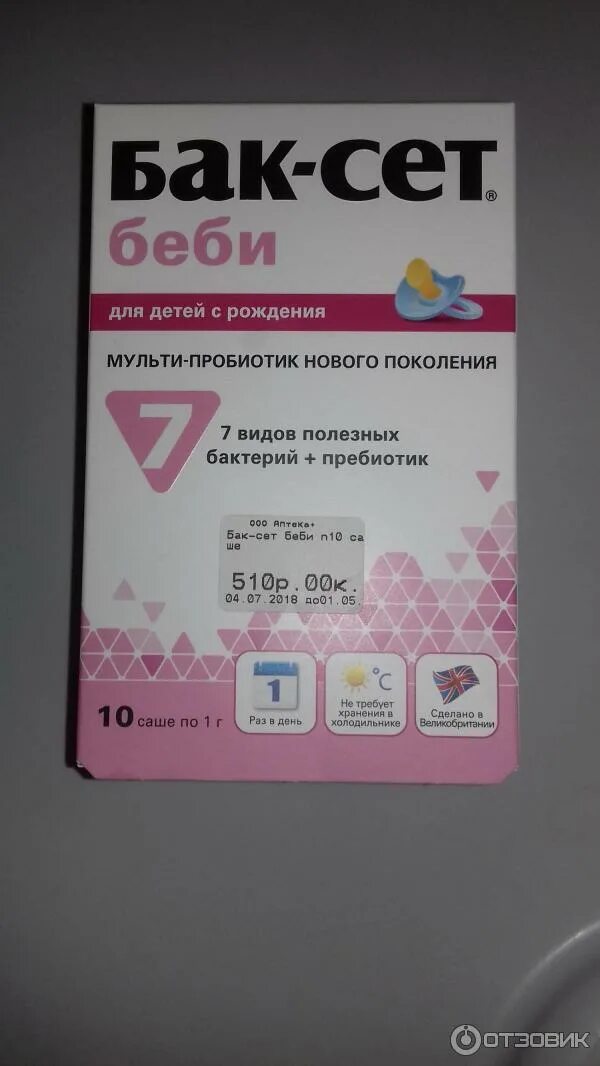 Бак-сет®
беби
для детей с рождения
МУЛЬТИ-ПРОБИОТИК НОВОГО ПОКОЛЕНИЯ
7
7 видов полезных
бактерий + пребиотик
ООО Аптека+
Бак-сет беби п10 са
ше
510р.00к.
04.07.2018 до01.05.
10 саше по 1 г
1
Раз в день
°C
Не требует
хранения в
холодильнике
Сделано в
Великобритании
ОТЗОВИК